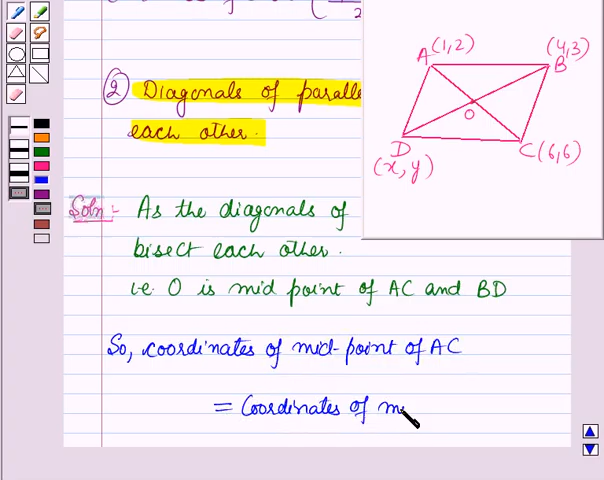 2 Diagonals of paralle
each other.
Soln:- As the diagonals of
bisect each other.
i.e O is mid point of AC and BD
So, coordinates of mid-point of AC
= Coordinates of m
A (1,2) (4,3)
B
O
D C (6,6)
(x, y)